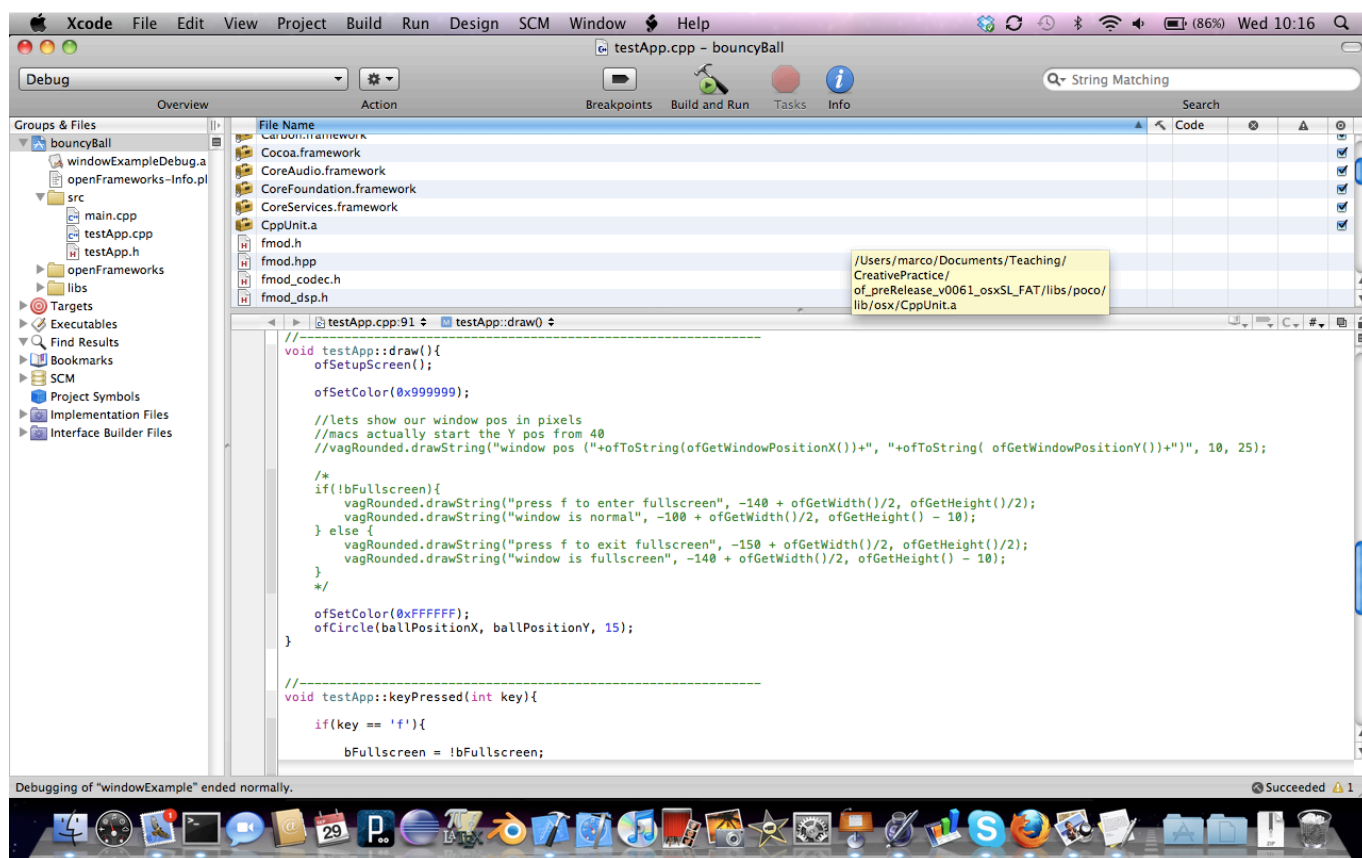 Xcode File Edit View Project Build Run Design SCM Window Help (86%) Wed 10:16
testApp.cpp – bouncyBall
Debug
String Matching
Overview Action Breakpoints Build and Run Tasks Info Search
Groups & Files
File Name Code
bouncyBall
windowExampleDebug.a
openFrameworks-Info.pl
src
main.cpp
testApp.cpp
testApp.h
openFrameworks
libs
Targets
Executables
Find Results
Bookmarks
SCM
Project Symbols
Implementation Files
Interface Builder Files
Carbon.framework
Cocoa.framework
CoreAudio.framework
CoreFoundation.framework
CoreServices.framework
CppUnit.a
fmod.h
fmod.hpp
fmod_codec.h
fmod_dsp.h
/Users/marco/Documents/Teaching/
CreativePractice/
of_preRelease_v0061_osxSL_FAT/libs/poco/
lib/osx/CppUnit.a
testApp.cpp:91 M testApp::draw() C #
//--------------------------------------------------------------
void testApp::draw(){
ofSetupScreen();
ofSetColor(0x999999);
//lets show our window pos in pixels
//macs actually start the Y pos from 40
//vagRounded.drawString("window pos ("+ofToString(ofGetWindowPositionX())+", "+ofToString( ofGetWindowPositionY())+")", 10, 25);
/*
if(!bFullscreen){
vagRounded.drawString("press f to enter fullscreen", -140 + ofGetWidth()/2, ofGetHeight()/2);
vagRounded.drawString("window is normal", -100 + ofGetWidth()/2, ofGetHeight() - 10);
} else {
vagRounded.drawString("press f to exit fullscreen", -150 + ofGetWidth()/2, ofGetHeight()/2);
vagRounded.drawString("window is fullscreen", -140 + ofGetWidth()/2, ofGetHeight() - 10);
}
*/
ofSetColor(0xFFFFFF);
ofCircle(ballPositionX, ballPositionY, 15);
}
//--------------------------------------------------------------
void testApp::keyPressed(int key){
if(key == 'f'){
bFullscreen = !bFullscreen;
Debugging of "windowExample" ended normally.
Succeeded 1
SEP
29
P
LATEX
S
ZIP